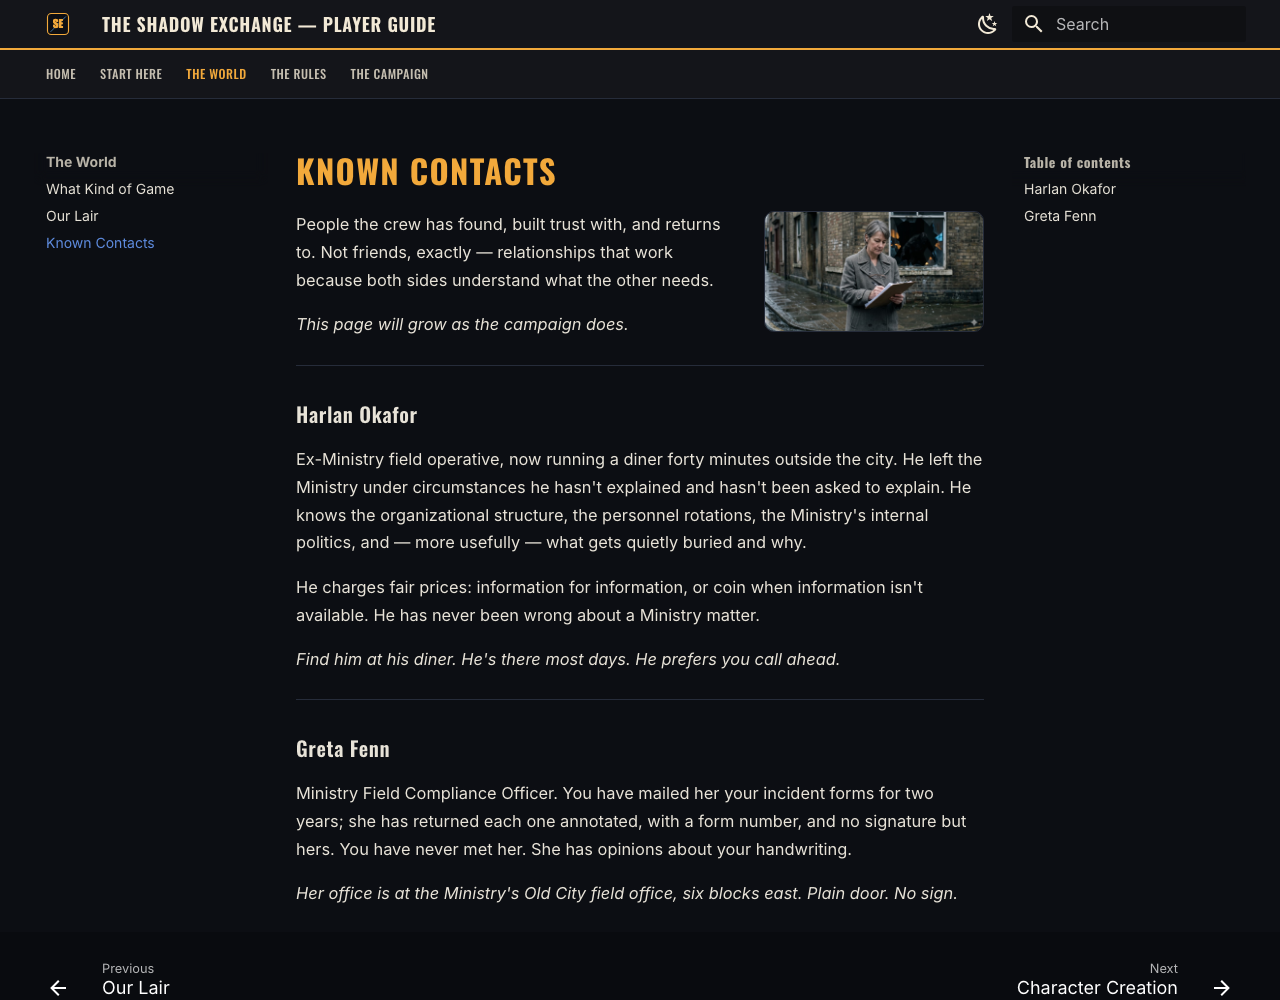 SE
THE SHADOW EXCHANGE — PLAYER GUIDE
Search
HOME
START HERE
THE WORLD
THE RULES
THE CAMPAIGN
The World
What Kind of Game
Our Lair
Known Contacts
KNOWN CONTACTS
People the crew has found, built trust with, and returns
to. Not friends, exactly — relationships that work
because both sides understand what the other needs.
This page will grow as the campaign does.
Harlan Okafor
Ex-Ministry field operative, now running a diner forty minutes outside the city. He left the
Ministry under circumstances he hasn't explained and hasn't been asked to explain. He
knows the organizational structure, the personnel rotations, the Ministry's internal
politics, and — more usefully — what gets quietly buried and why.
He charges fair prices: information for information, or coin when information isn't
available. He has never been wrong about a Ministry matter.
Find him at his diner. He's there most days. He prefers you call ahead.
Greta Fenn
Ministry Field Compliance Officer. You have mailed her your incident forms for two
years; she has returned each one annotated, with a form number, and no signature but
hers. You have never met her. She has opinions about your handwriting.
Her office is at the Ministry's Old City field office, six blocks east. Plain door. No sign.
Table of contents
Harlan Okafor
Greta Fenn
Previous
Our Lair
Next
Character Creation